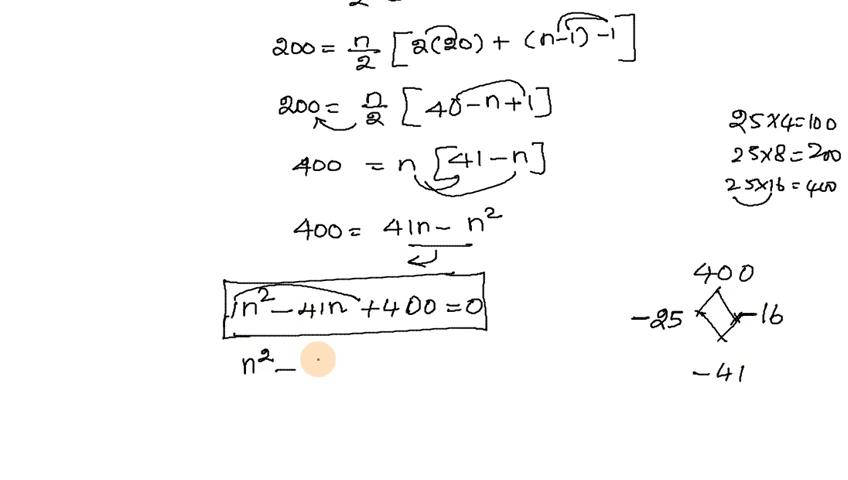 200 = n/2 [2(20) + (n-1) -1]
200 = n/2 [40 - n + 1]
400 = n [41 - n]
400 = 41n - n²
1n² - 41n + 400 = 0
n² -
25×4=100
25×8=200
25×16=400
400
-25 -16
-41